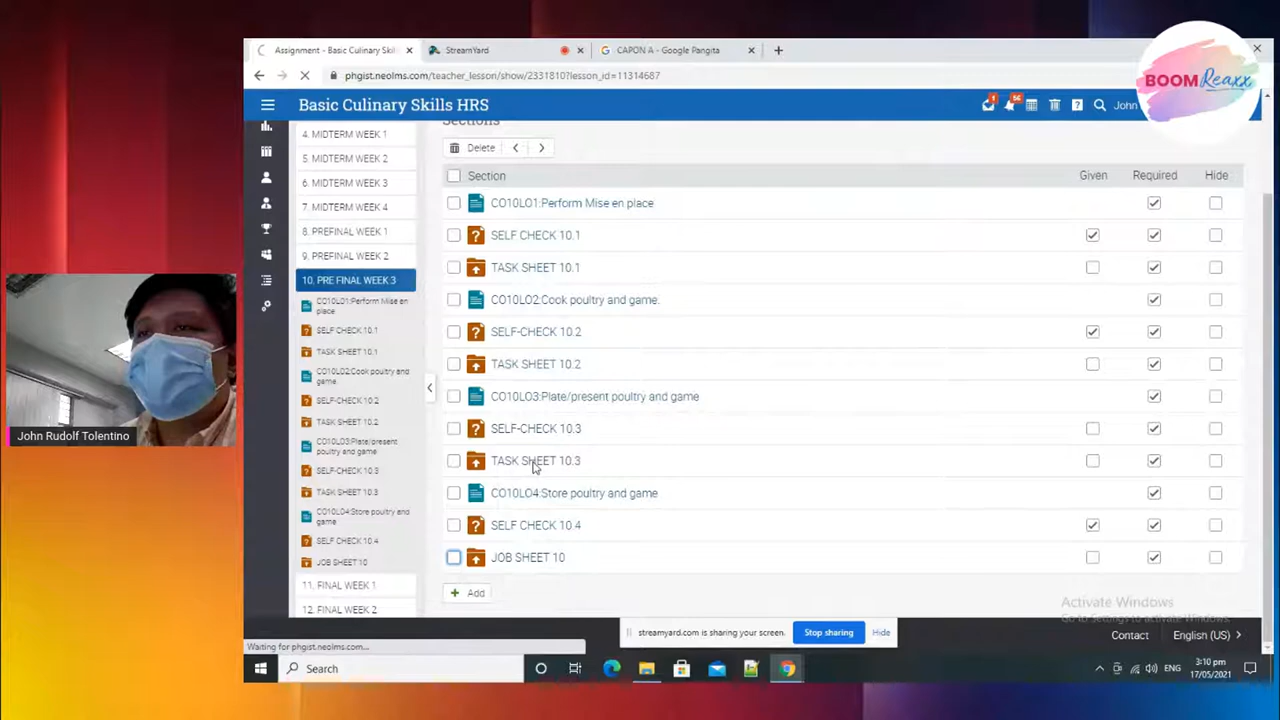 BOOM Reaxx
Assignment - Basic Culinary Skil
StreamYard
CAPON A - Google Pangita
phgist.neolms.com/teacher_lesson/show/2331810?lesson_id=11314687
Basic Culinary Skills HRS
John
Sections
4. MIDTERM WEEK 1
5. MIDTERM WEEK 2
6. MIDTERM WEEK 3
7. MIDTERM WEEK 4
8. PREFINAL WEEK 1
9. PREFINAL WEEK 2
10. PRE FINAL WEEK 3
CO10LO1:Perform Mise en
place
SELF CHECK 10.1
TASK SHEET 10.1
CO10LO2:Cook poultry and
game.
SELF-CHECK 10.2
TASK SHEET 10.2
CO10LO3:Plate/present
poultry and game
SELF-CHECK 10.3
TASK SHEET 10.3
CO10LO4:Store poultry and
game
SELF CHECK 10.4
JOB SHEET 10
11. FINAL WEEK 1
12. FINAL WEEK 2
Delete
Section Given Required Hide
CO10LO1:Perform Mise en place
SELF CHECK 10.1
TASK SHEET 10.1
CO10LO2:Cook poultry and game.
SELF-CHECK 10.2
TASK SHEET 10.2
CO10LO3:Plate/present poultry and game
SELF-CHECK 10.3
TASK SHEET 10.3
CO10LO4:Store poultry and game
SELF CHECK 10.4
JOB SHEET 10
+ Add
Activate Windows
Go to Settings to activate Windows.
John Rudolf Tolentino
streamyard.com is sharing your screen.
Stop sharing
Hide
Contact
English (US)
Waiting for phgist.neolms.com...
Search
ENG
3:10 pm
17/05/2021